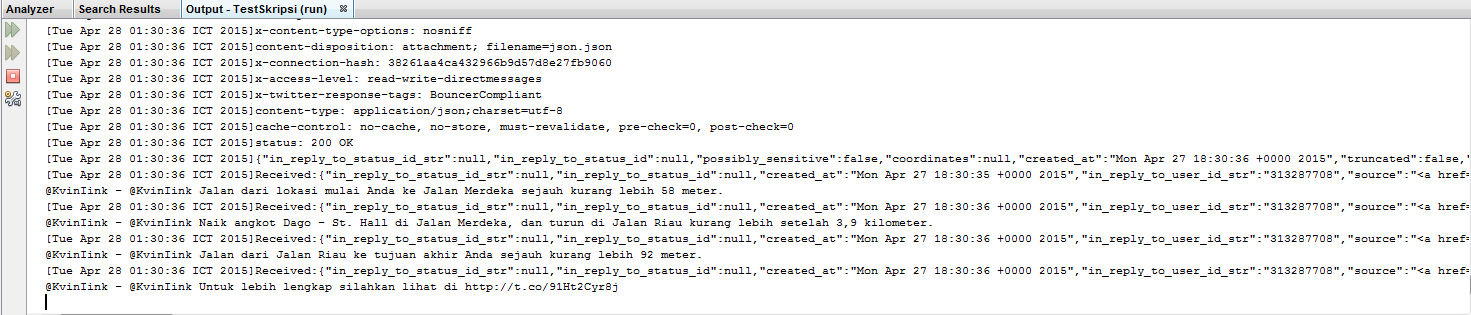 Analyzer Search Results Output - TestSkripsi (run)
[Tue Apr 28 01:30:36 ICT 2015]x-content-type-options: nosniff
[Tue Apr 28 01:30:36 ICT 2015]content-disposition: attachment; filename=json.json
[Tue Apr 28 01:30:36 ICT 2015]x-connection-hash: 38261aa4ca432966b9d57d8e27fb9060
[Tue Apr 28 01:30:36 ICT 2015]x-access-level: read-write-directmessages
[Tue Apr 28 01:30:36 ICT 2015]x-twitter-response-tags: BouncerCompliant
[Tue Apr 28 01:30:36 ICT 2015]content-type: application/json;charset=utf-8
[Tue Apr 28 01:30:36 ICT 2015]cache-control: no-cache, no-store, must-revalidate, pre-check=0, post-check=0
[Tue Apr 28 01:30:36 ICT 2015]status: 200 OK
[Tue Apr 28 01:30:36 ICT 2015]{"in_reply_to_status_id_str":null,"in_reply_to_status_id":null,"possibly_sensitive":false,"coordinates":null,"created_at":"Mon Apr 27 18:30:36 +0000 2015","truncated":false,"
[Tue Apr 28 01:30:36 ICT 2015]Received:{"in_reply_to_status_id_str":null,"in_reply_to_status_id":null,"created_at":"Mon Apr 27 18:30:35 +0000 2015","in_reply_to_user_id_str":"313287708","source":"<a href=
@KvinIink - @KvinIink Jalan dari lokasi mulai Anda ke Jalan Merdeka sejauh kurang lebih 58 meter.
[Tue Apr 28 01:30:36 ICT 2015]Received:{"in_reply_to_status_id_str":null,"in_reply_to_status_id":null,"created_at":"Mon Apr 27 18:30:36 +0000 2015","in_reply_to_user_id_str":"313287708","source":"<a href=
@KvinIink - @KvinIink Naik angkot Dago - St. Hall di Jalan Merdeka, dan turun di Jalan Riau kurang lebih setelah 3,9 kilometer.
[Tue Apr 28 01:30:36 ICT 2015]Received:{"in_reply_to_status_id_str":null,"in_reply_to_status_id":null,"created_at":"Mon Apr 27 18:30:36 +0000 2015","in_reply_to_user_id_str":"313287708","source":"<a href=
@KvinIink - @KvinIink Jalan dari Jalan Riau ke tujuan akhir Anda sejauh kurang lebih 92 meter.
[Tue Apr 28 01:30:36 ICT 2015]Received:{"in_reply_to_status_id_str":null,"in_reply_to_status_id":null,"created_at":"Mon Apr 27 18:30:36 +0000 2015","in_reply_to_user_id_str":"313287708","source":"<a href=
@KvinIink - @KvinIink Untuk lebih lengkap silahkan lihat di http://t.co/91Ht2Cyr8j